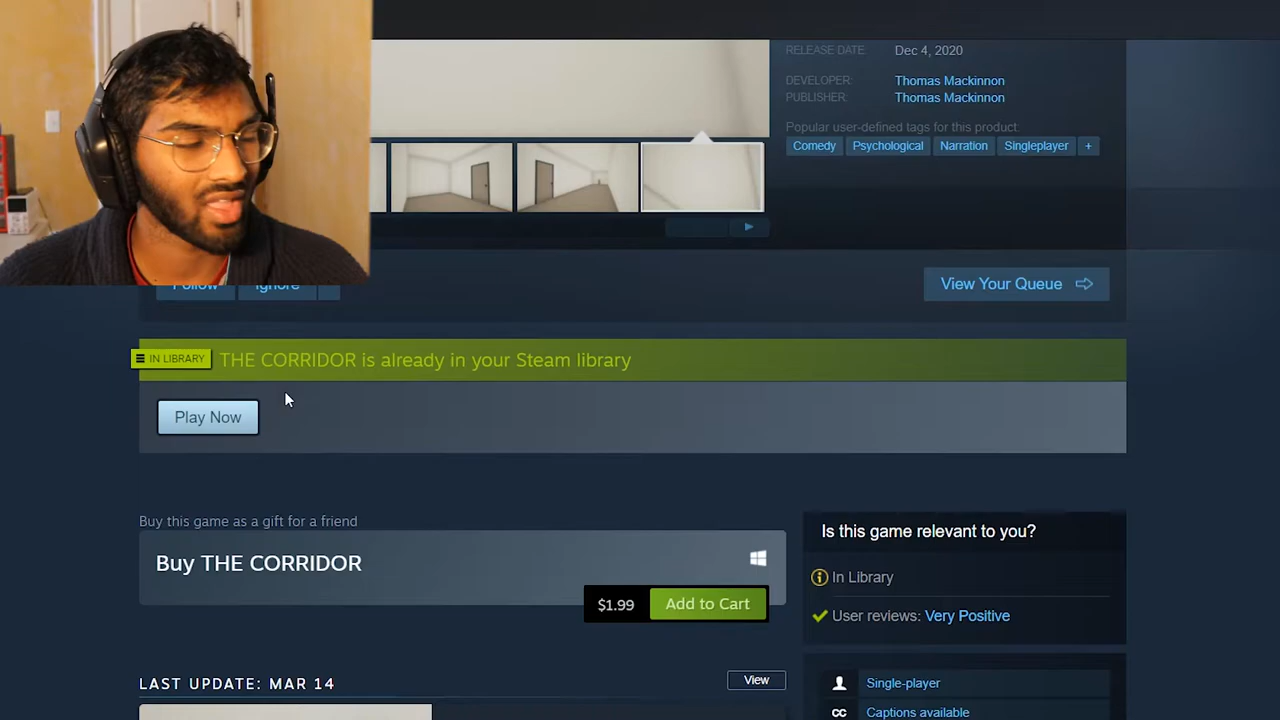 RELEASE DATE: Dec 4, 2020
DEVELOPER: Thomas Mackinnon
PUBLISHER: Thomas Mackinnon
Popular user-defined tags for this product:
Comedy Psychological Narration Singleplayer +
Follow Ignore
View Your Queue
IN LIBRARY THE CORRIDOR is already in your Steam library
Play Now
Buy this game as a gift for a friend
Buy THE CORRIDOR
$1.99 Add to Cart
Is this game relevant to you?
In Library
User reviews: Very Positive
LAST UPDATE: MAR 14 View
Single-player
CC Captions available